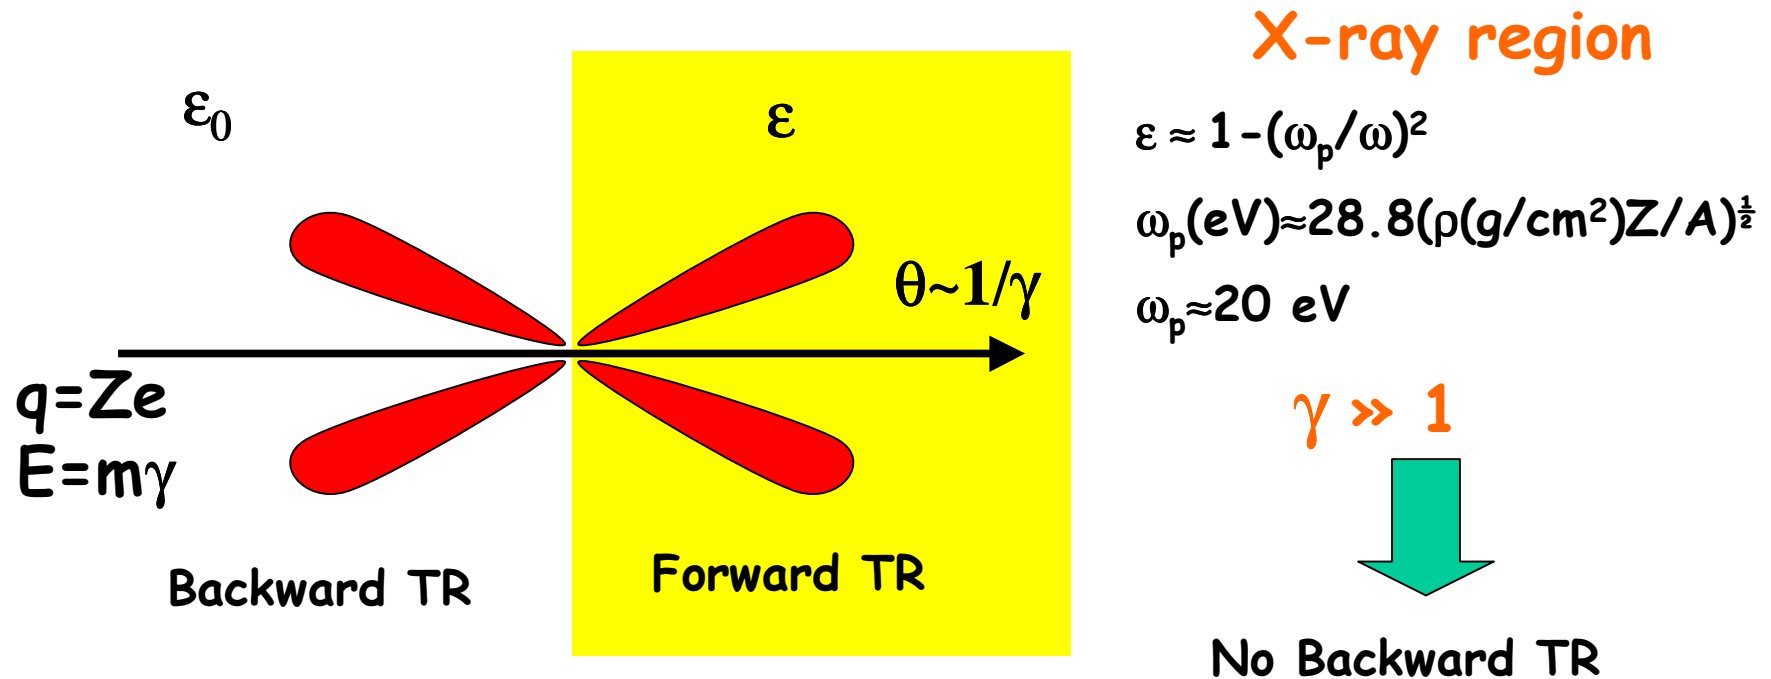 ε₀
ε
θ~1/γ
q=Ze
E=mγ
Backward TR
Forward TR
X-ray region
ε ≈ 1-(ωₚ/ω)²
ωₚ(eV)≈28.8(ρ(g/cm²)Z/A)^½
ωₚ≈20 eV
γ » 1
No Backward TR